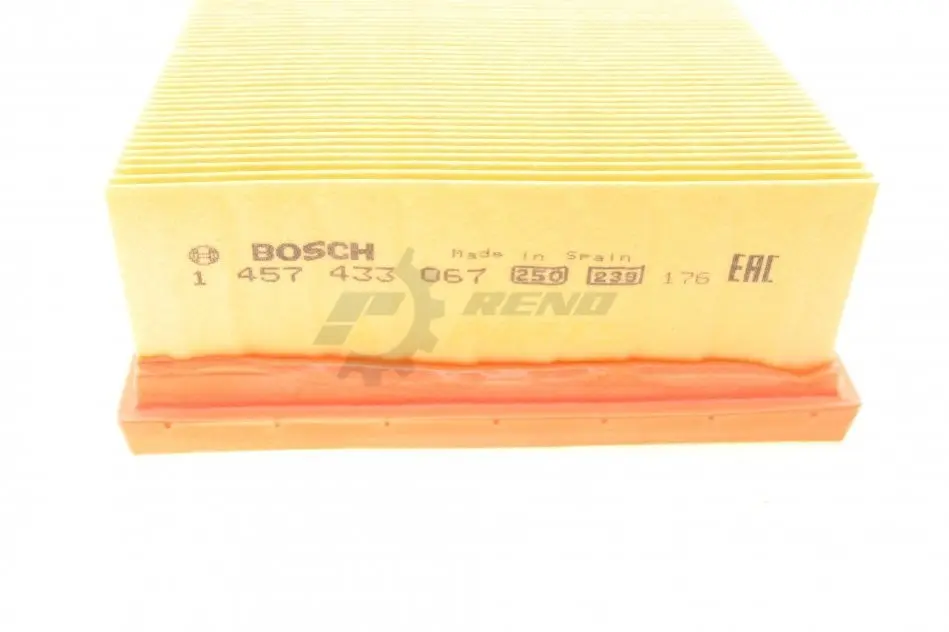 BOSCH Made in Spain
1 457 433 067 250 239 176 EAC
RENO